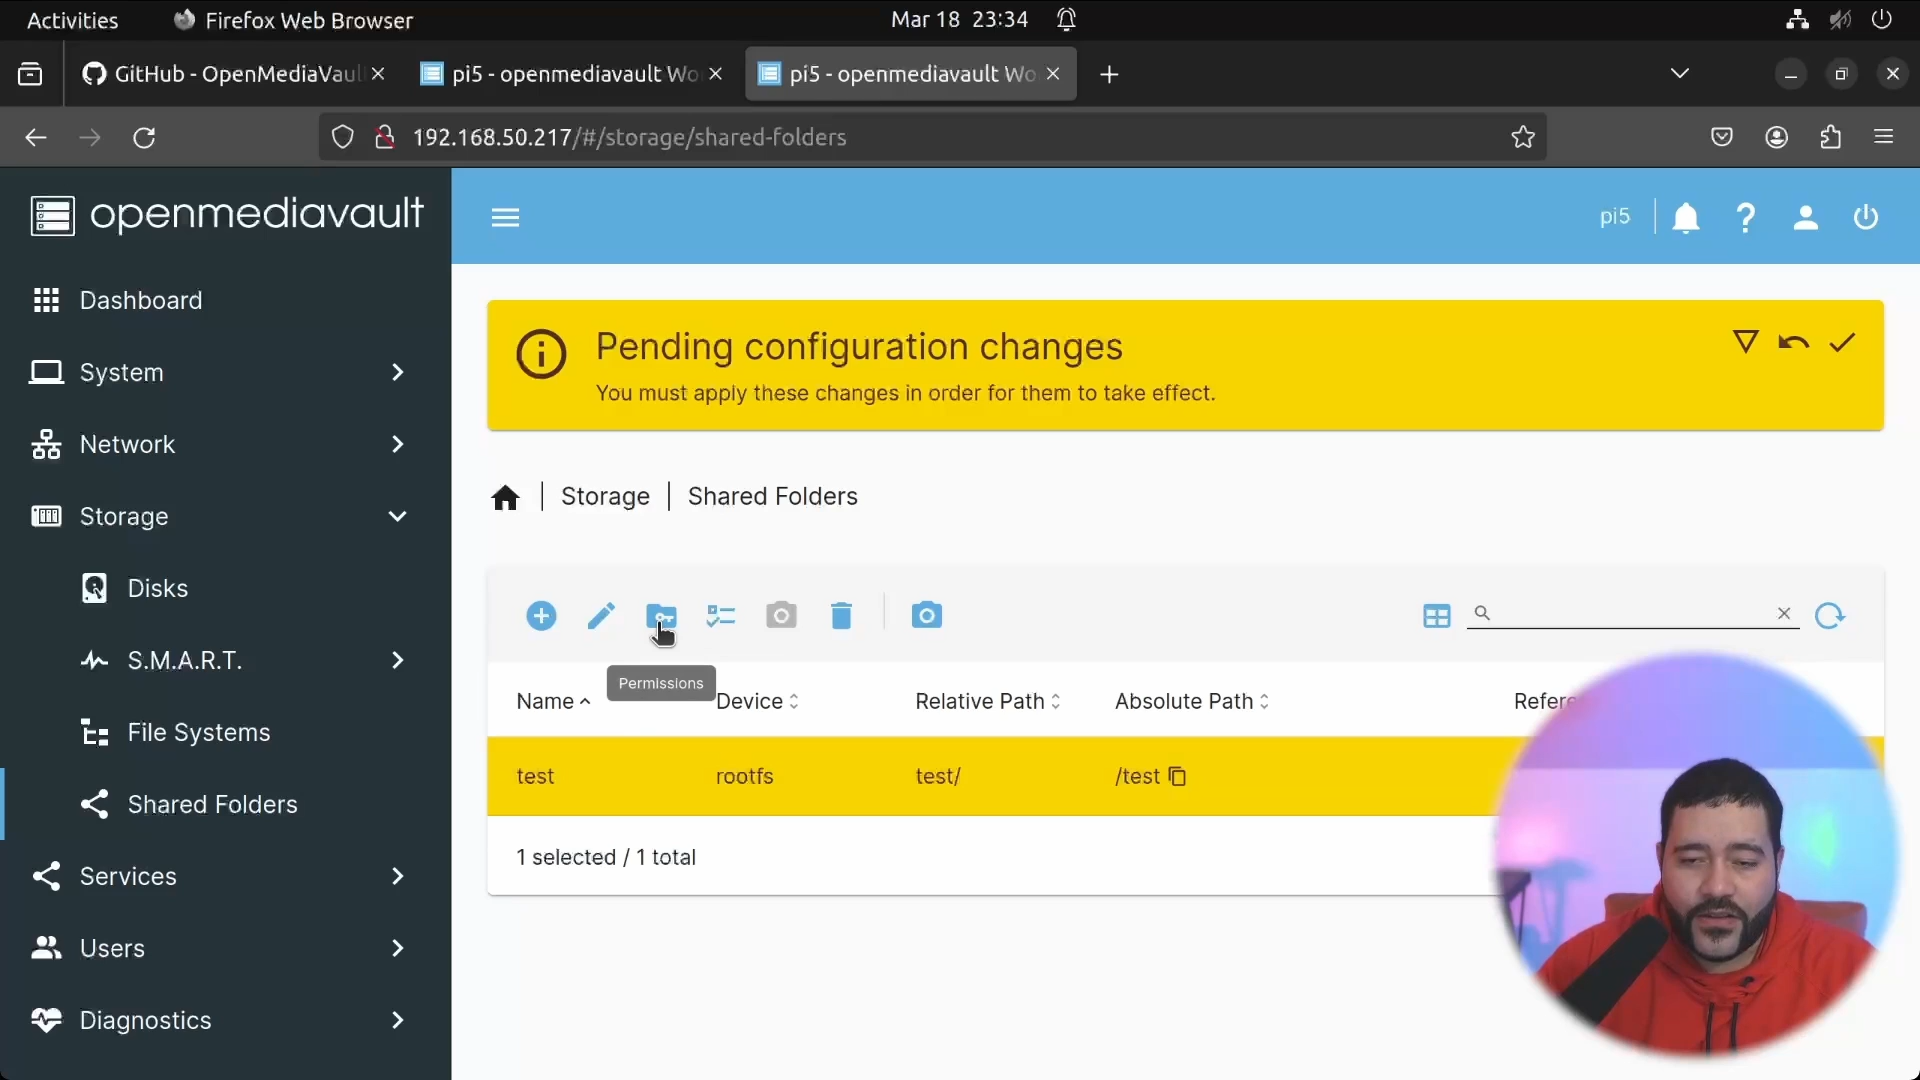 Activities
Firefox Web Browser
Mar 18 23:34
GitHub - OpenMediaVaul
pi5 - openmediavault Wo
pi5 - openmediavault Wo
192.168.50.217/#/storage/shared-folders
openmediavault
pi5
Dashboard
System
Network
Storage
Disks
S.M.A.R.T.
File Systems
Shared Folders
Services
Users
Diagnostics
Pending configuration changes
You must apply these changes in order for them to take effect.
Storage | Shared Folders
Permissions
Name Device Relative Path Absolute Path
test rootfs test/ /test
1 selected / 1 total